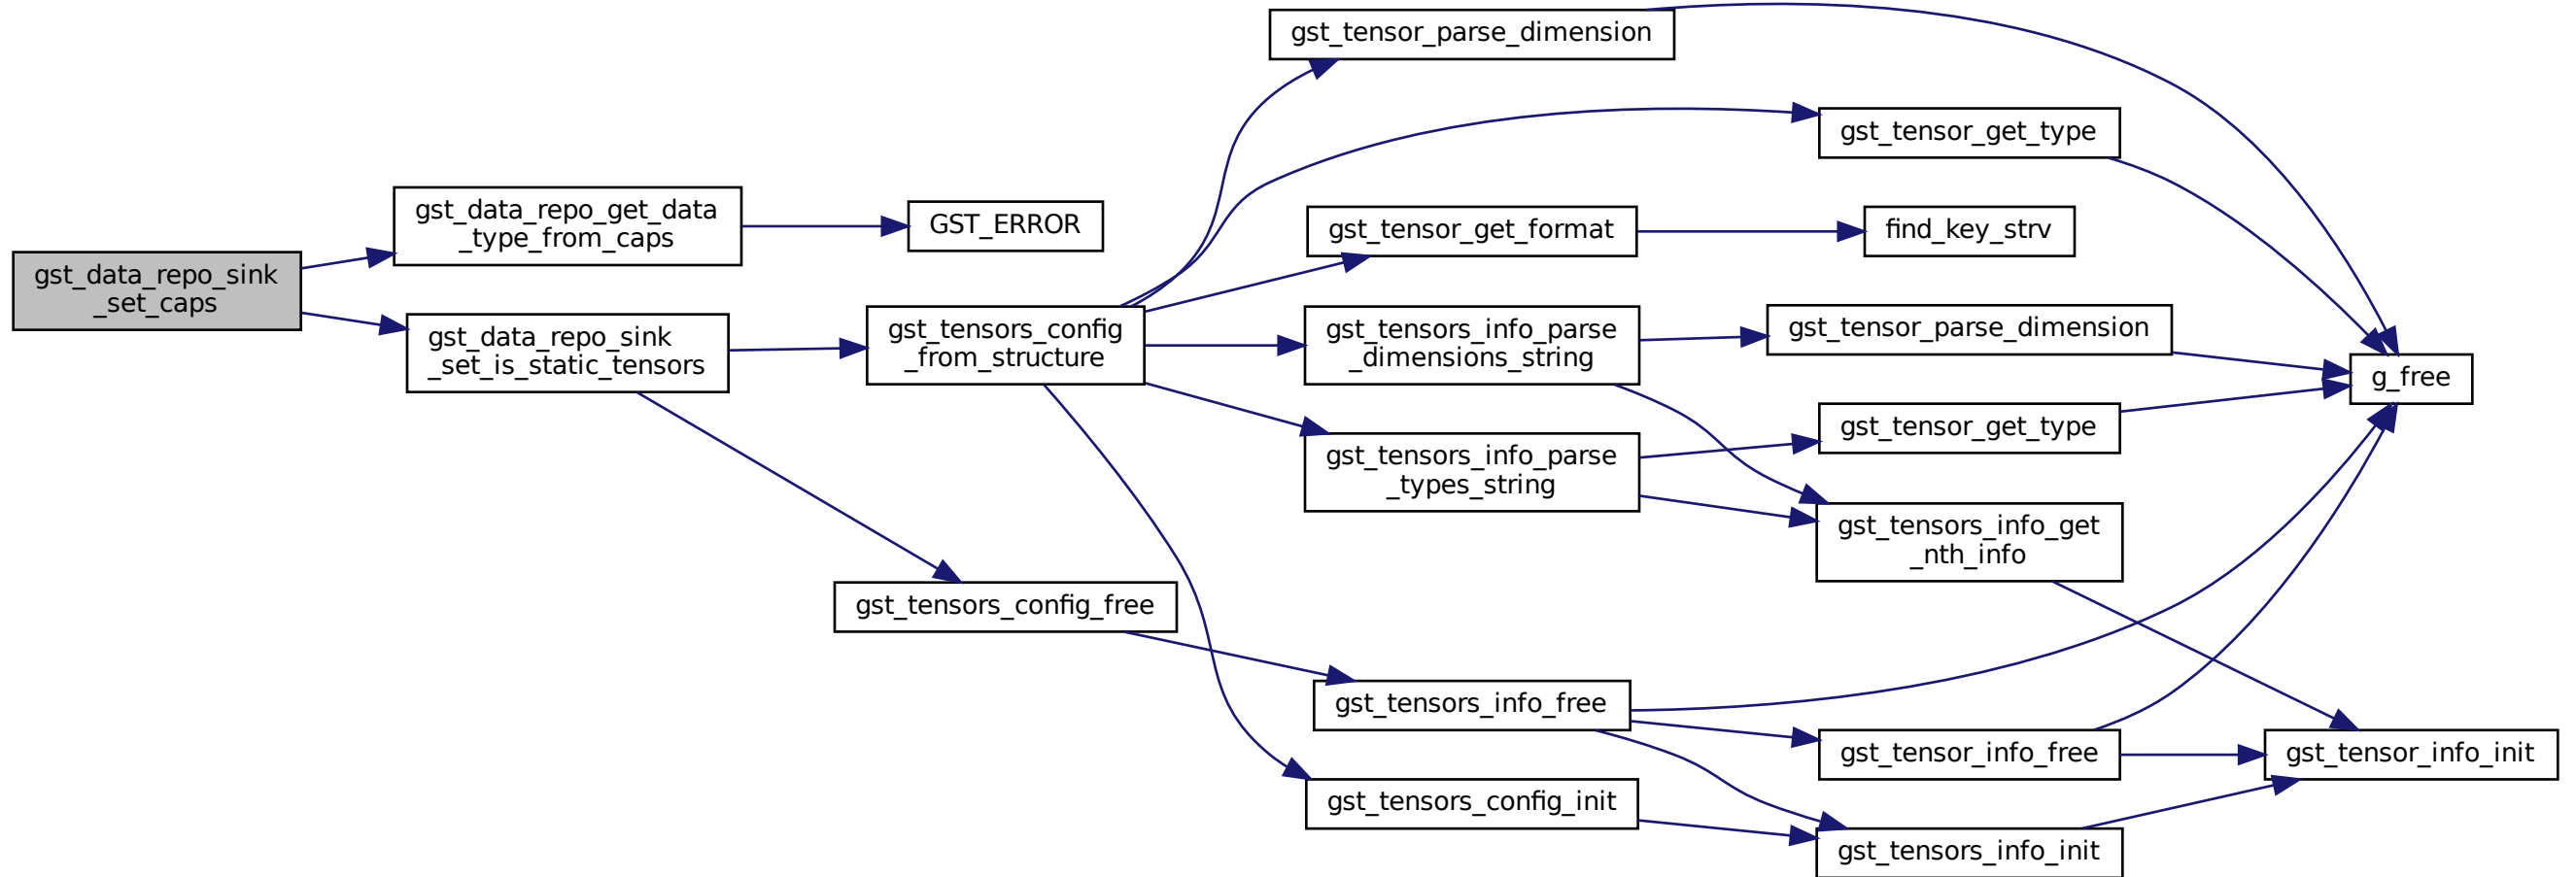 gst_data_repo_sink
_set_caps
gst_data_repo_get_data
_type_from_caps
gst_data_repo_sink
_set_is_static_tensors
GST_ERROR
gst_tensors_config
_from_structure
gst_tensors_config_free
gst_tensor_parse_dimension
gst_tensor_get_format
gst_tensors_info_parse
_dimensions_string
gst_tensors_info_parse
_types_string
gst_tensors_info_free
gst_tensors_config_init
gst_tensor_get_type
find_key_strv
gst_tensor_parse_dimension
gst_tensor_get_type
gst_tensors_info_get
_nth_info
gst_tensor_info_free
gst_tensors_info_init
g_free
gst_tensor_info_init